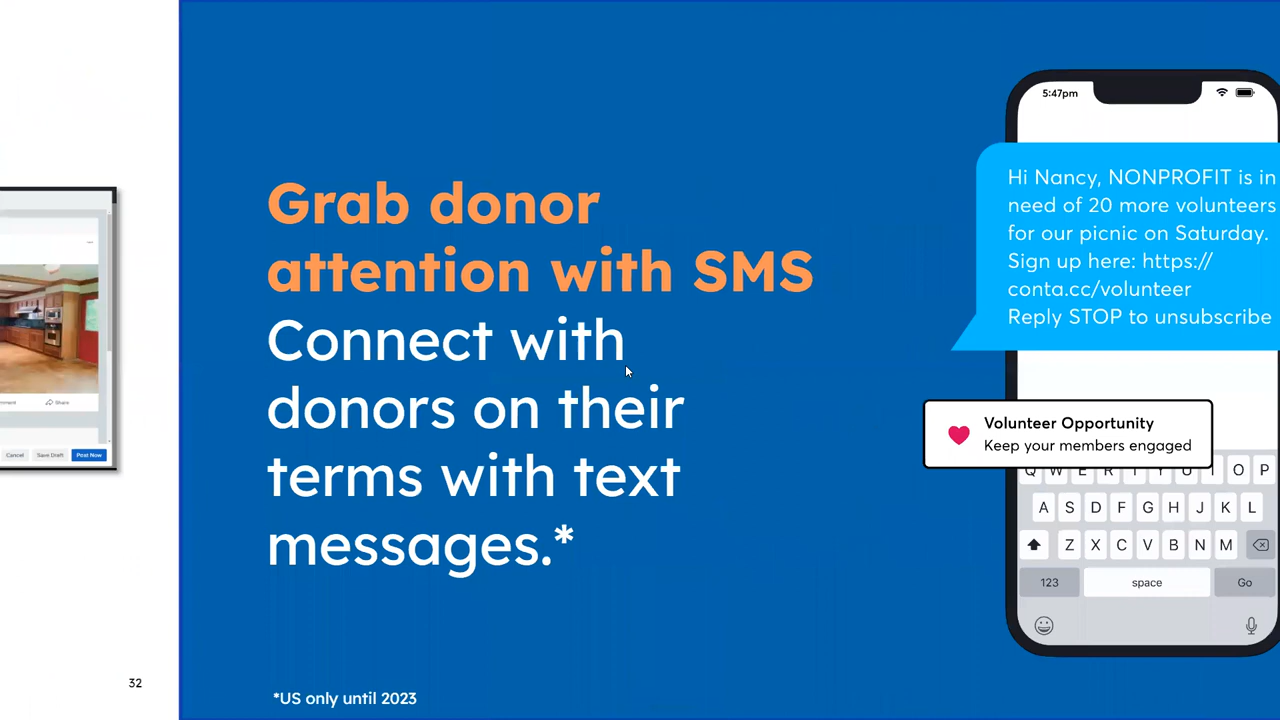 Cancel
Save Draft
Post Now
Share
32
Grab donor
attention with SMS
Connect with
donors on their
terms with text
messages.*
*US only until 2023
5:47pm
Hi Nancy, NONPROFIT is in
need of 20 more volunteers
for our picnic on Saturday.
Sign up here: https://
conta.cc/volunteer
Reply STOP to unsubscribe
Volunteer Opportunity
Keep your members engaged
Q W E R T Y U I O P
A S D F G H J K L
Z X C V B N M
123 space Go